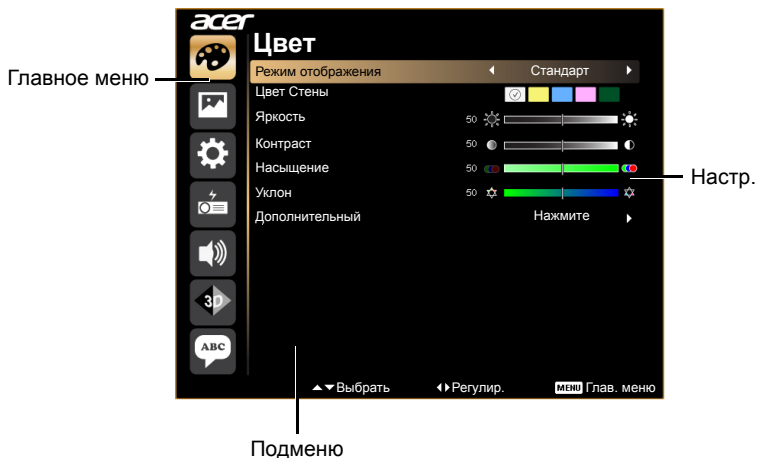 acer
Цвет
Главное меню
Режим отображения Стандарт
Цвет Стены
Яркость 50
Контраст 50
Насыщение 50
Настр.
Уклон 50
Дополнительный Нажмите
3D
ABC
Выбрать Регулир. MENU Глав. меню
Подменю